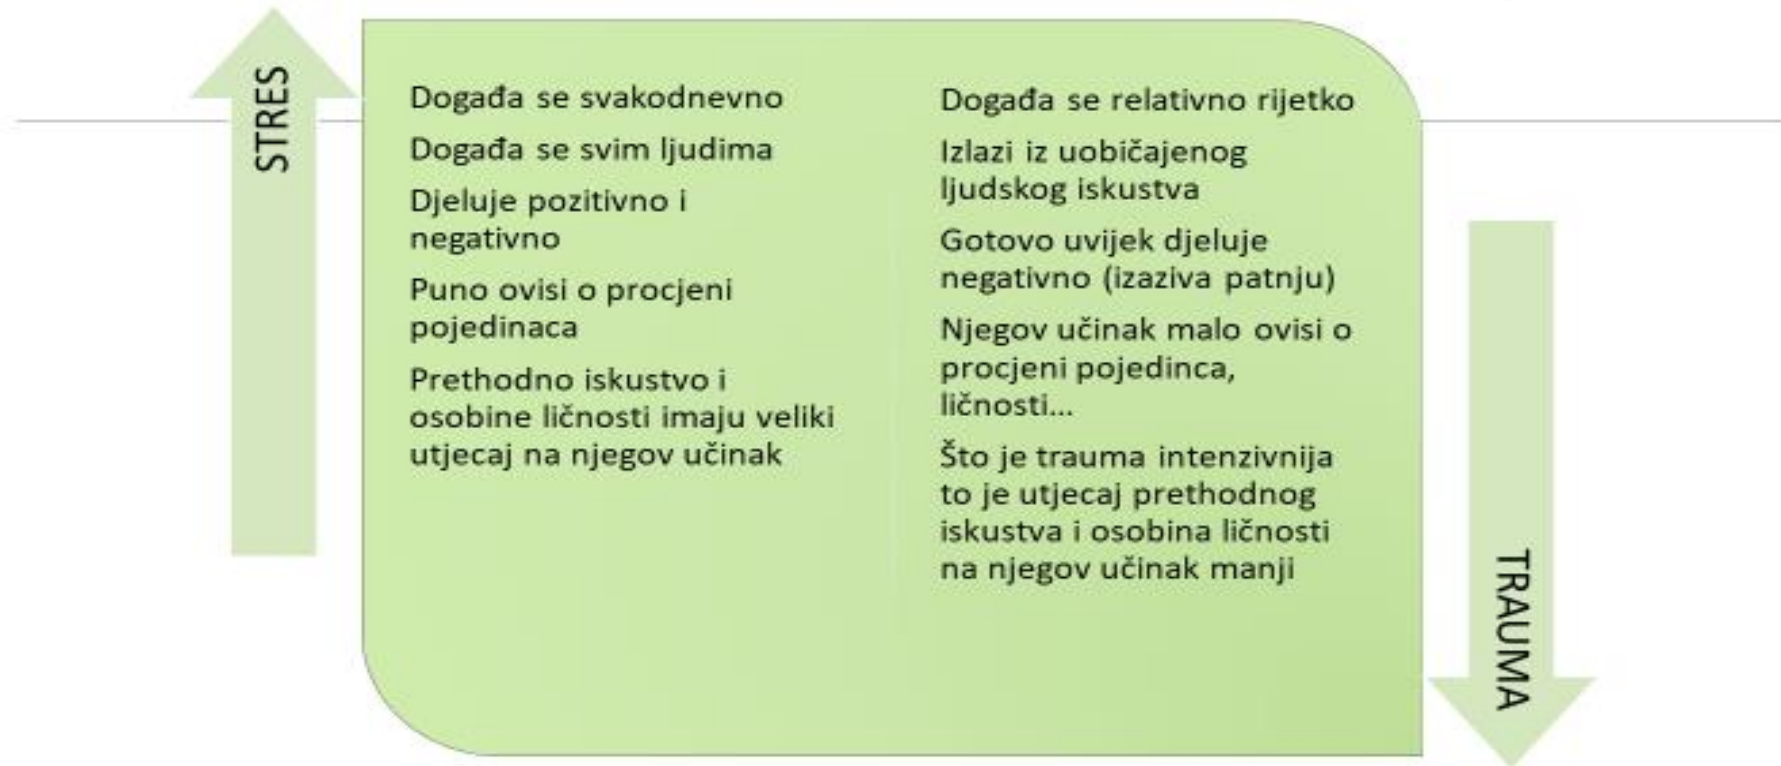 STRES
Događa se svakodnevno
Događa se svim ljudima
Djeluje pozitivno i
negativno
Puno ovisi o procjeni
pojedinaca
Prethodno iskustvo i
osobine ličnosti imaju veliki
utjecaj na njegov učinak
Događa se relativno rijetko
Izlazi iz uobičajenog
ljudskog iskustva
Gotovo uvijek djeluje
negativno (izaziva patnju)
Njegov učinak malo ovisi o
procjeni pojedinca,
ličnosti...
Što je trauma intenzivnija
to je utjecaj prethodnog
iskustva i osobina ličnosti
na njegov učinak manji
TRAUMA